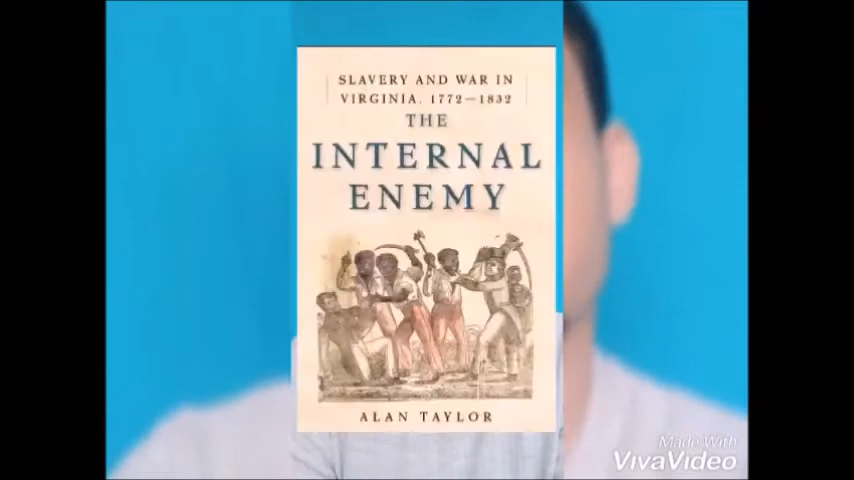 SLAVERY AND WAR IN
VIRGINIA, 1772–1832
THE
INTERNAL
ENEMY
ALAN TAYLOR
Made With
VivaVideo